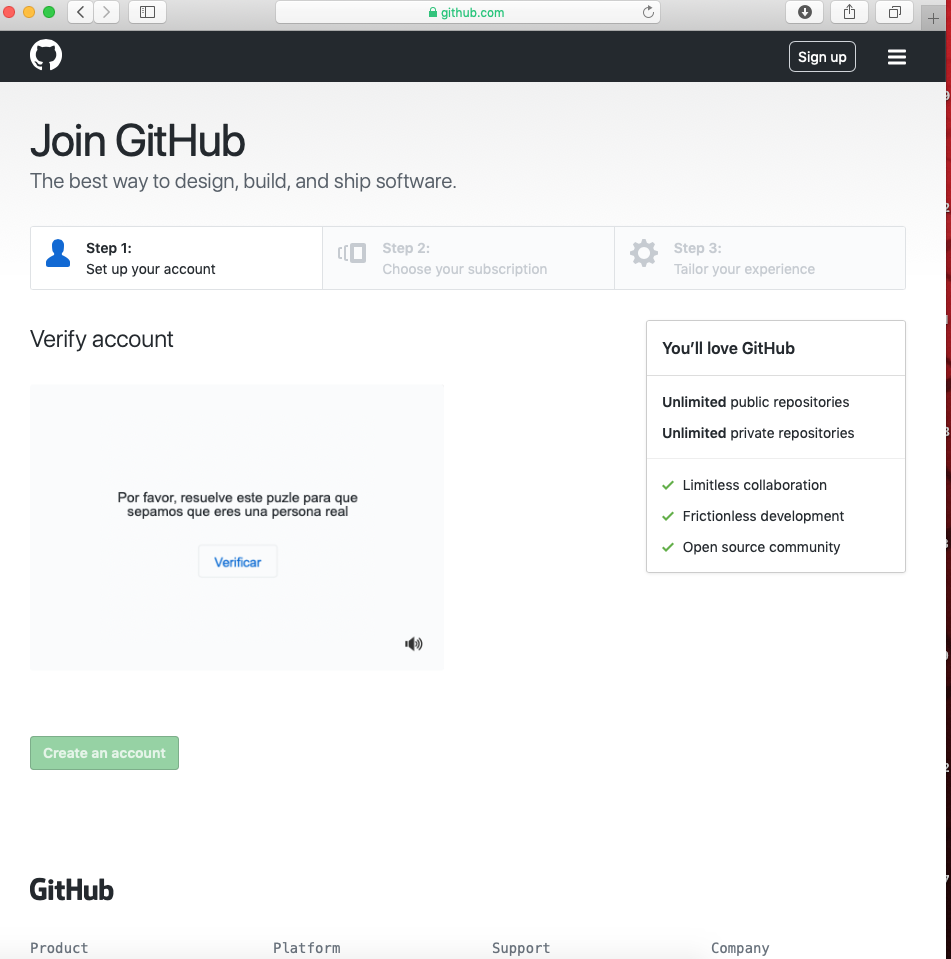 github.com
Sign up
Join GitHub
The best way to design, build, and ship software.
Step 1:
Set up your account
Step 2:
Choose your subscription
Step 3:
Tailor your experience
Verify account
Por favor, resuelve este puzle para que
sepamos que eres una persona real
Verificar
You’ll love GitHub
Unlimited public repositories
Unlimited private repositories
Limitless collaboration
Frictionless development
Open source community
Create an account
GitHub
Product
Platform
Support
Company